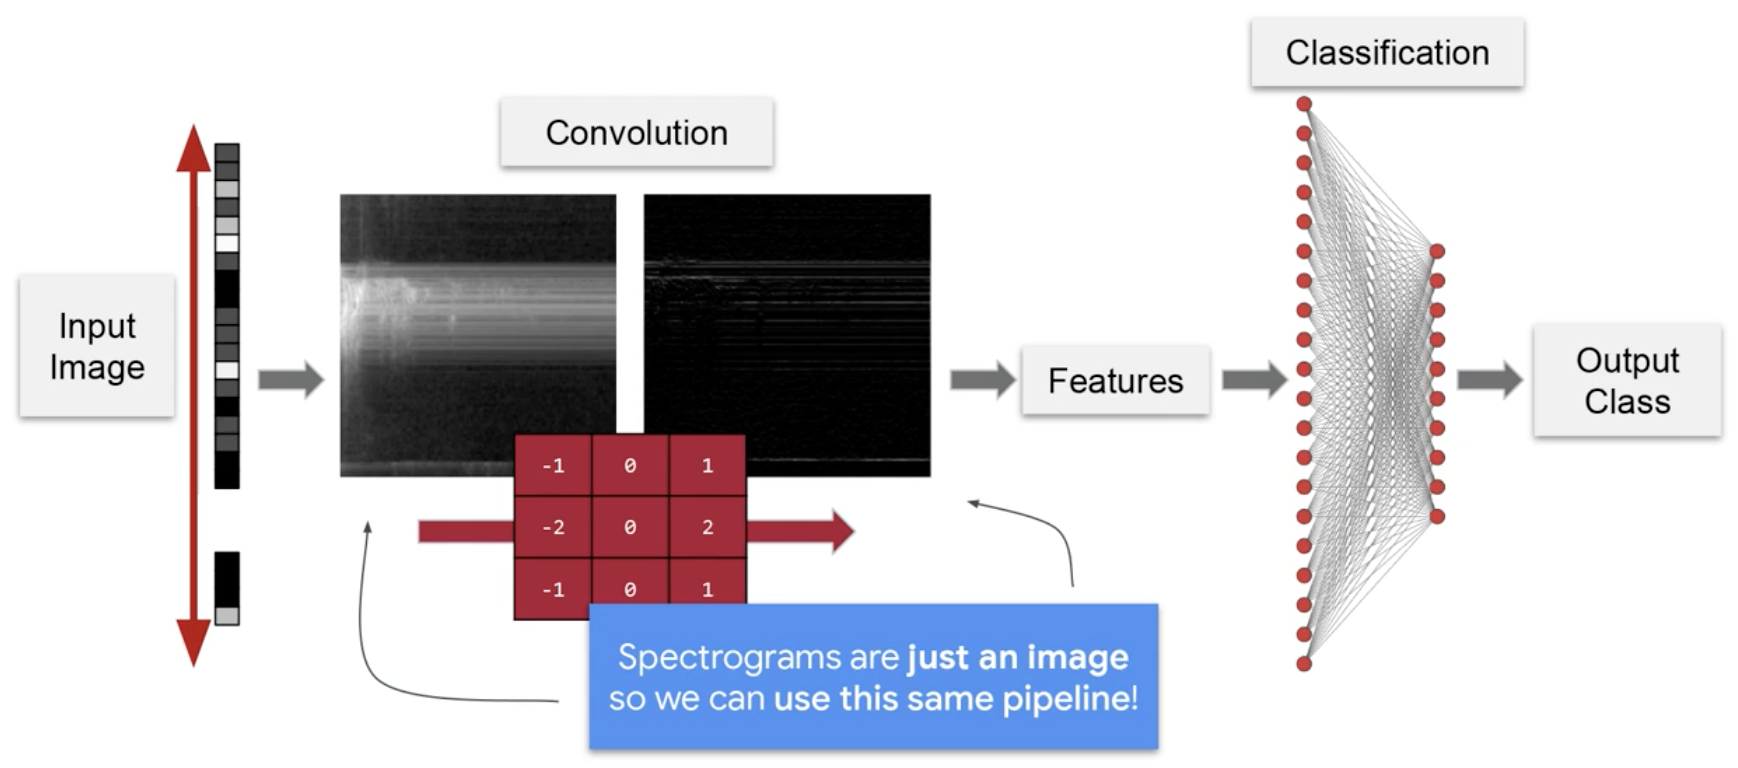 Classification
Convolution
Input
Image
Features
Output
Class
-1 0 1
-2 0 2
-1 0 1
Spectrograms are just an image
so we can use this same pipeline!